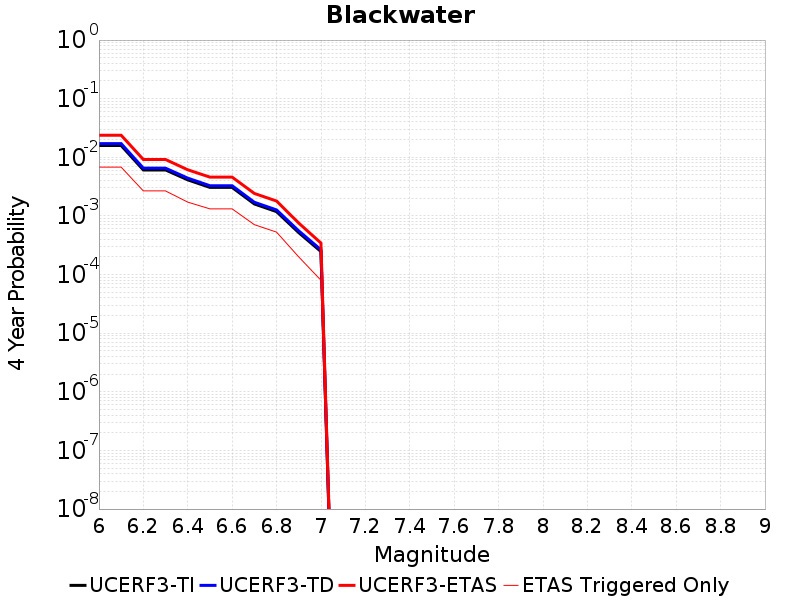 Blackwater
4 Year Probability
10^0
10^-1
10^-2
10^-3
10^-4
10^-5
10^-6
10^-7
10^-8
6 6.2 6.4 6.6 6.8 7 7.2 7.4 7.6 7.8 8 8.2 8.4 8.6 8.8 9
Magnitude
UCERF3-TI UCERF3-TD UCERF3-ETAS ETAS Triggered Only